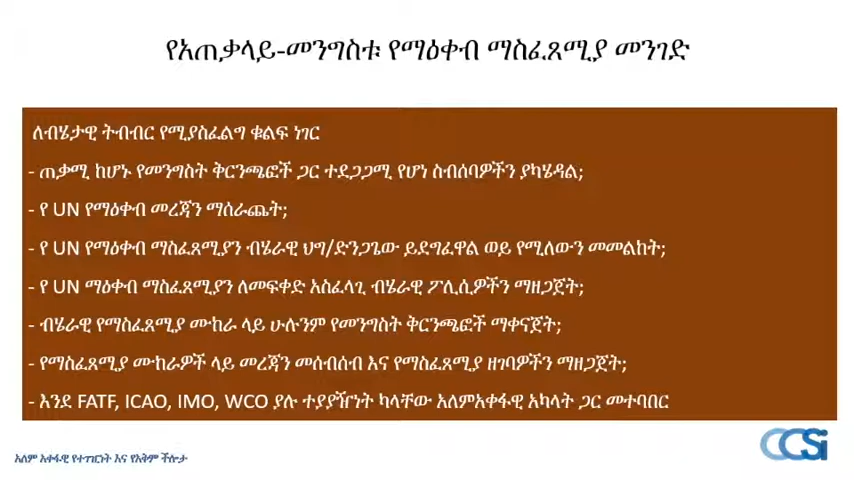 የአጠቃላይ-መንግስቱ የማዕቀብ ማስፈጸሚያ መንገድ
ለብሄታዊ ትብብር የሚያስፈልግ ቁልፍ ነገር
- ጠቃሚ ከሆኑ የመንግስት ቅርንጫፎች ጋር ተደጋጋሚ የሆነ ስብሰባዎችን ያካሄዳል;
- የ UN የማዕቀብ መረጃን ማሰራጨት;
- የ UN የማዕቀብ ማስፈጸሚያን ብሄራዊ ህግ/ድንጋጌው ይደግፈዋል ወይ የሚለውን መመልከት;
- የ UN ማዕቀብ ማስፈጸሚያን ለመፍቀድ አስፈላጊ ብሄራዊ ፖሊሲዎችን ማዘጋጀት;
- ብሄራዊ የማስፈጸሚያ ሙከራ ላይ ሁሉንም የመንግስት ቅርንጫፎች ማቀናጀት;
- የማስፈጸሚያ ሙከራዎች ላይ መረጃን መሰብሰብ እና የማስፈጸሚያ ዘገባዎችን ማዘጋጀት;
- እንደ FATF, ICAO, IMO, WCO ያሉ ተያያዥነት ካላቸው አለምአቀፋዊ አካላት ጋር መተባበር
CCSi
አለም አቀፋዊ የተገገርነት እና የአቅም ችሎታ